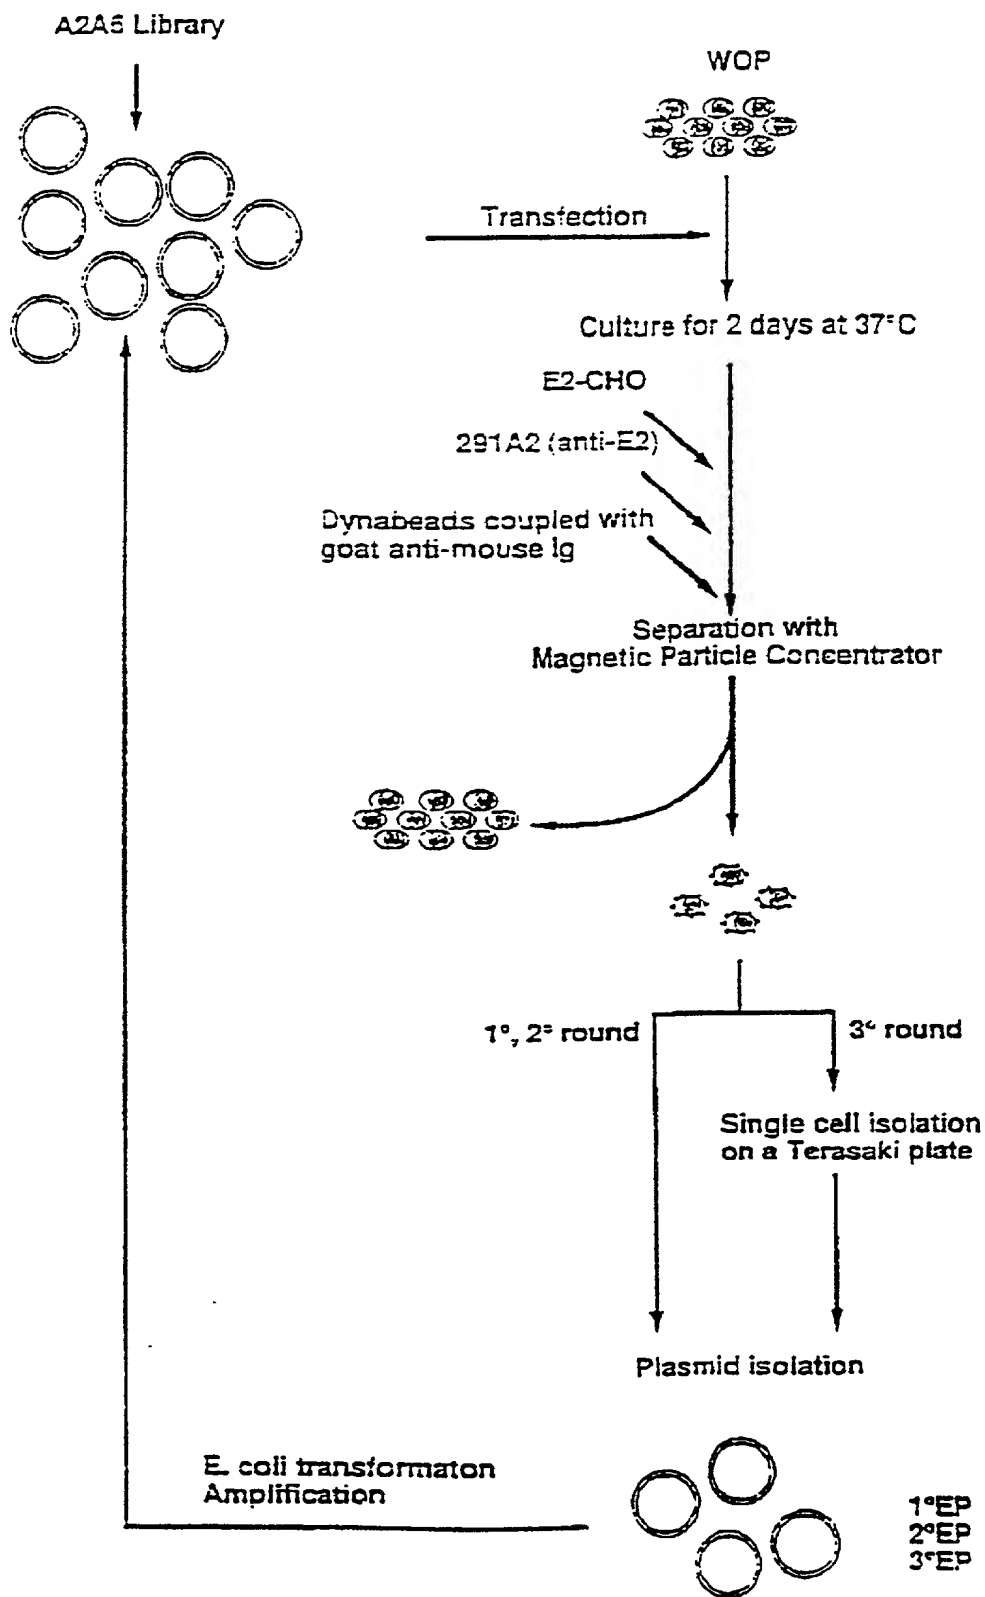 A2A6 Library
WOP
Transfection
Culture for 2 days at 37°C
E2-CHO
291A2 (anti-E2)
Dynabeads coupled with
goat anti-mouse Ig
Separation with
Magnetic Particle Concentrator
1°, 2° round
3° round
Single cell isolation
on a Terasaki plate
Plasmid isolation
E. coli transformaton
Amplification
1°EP
2°EP
3°EP